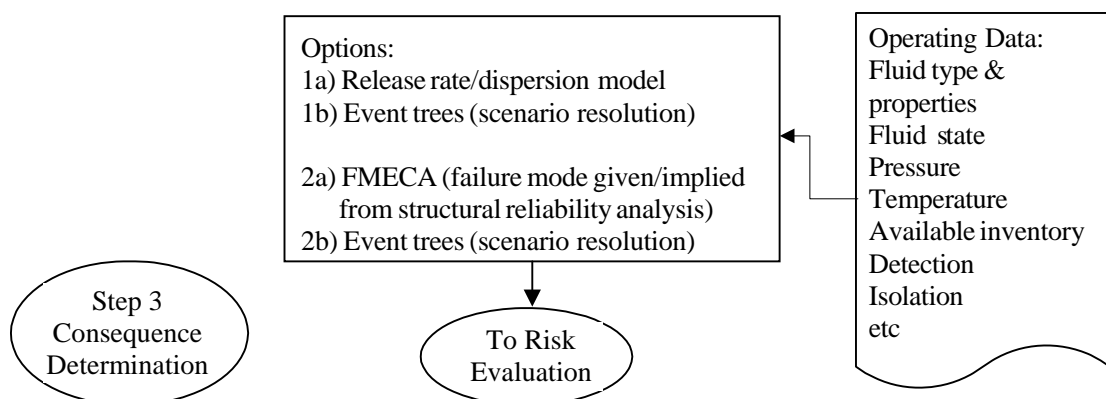 Options:
1a) Release rate/dispersion model
1b) Event trees (scenario resolution)
2a) FMECA (failure mode given/implied
from structural reliability analysis)
2b) Event trees (scenario resolution)
Operating Data:
Fluid type &
properties
Fluid state
Pressure
Temperature
Available inventory
Detection
Isolation
etc
Step 3
Consequence
Determination
To Risk
Evaluation